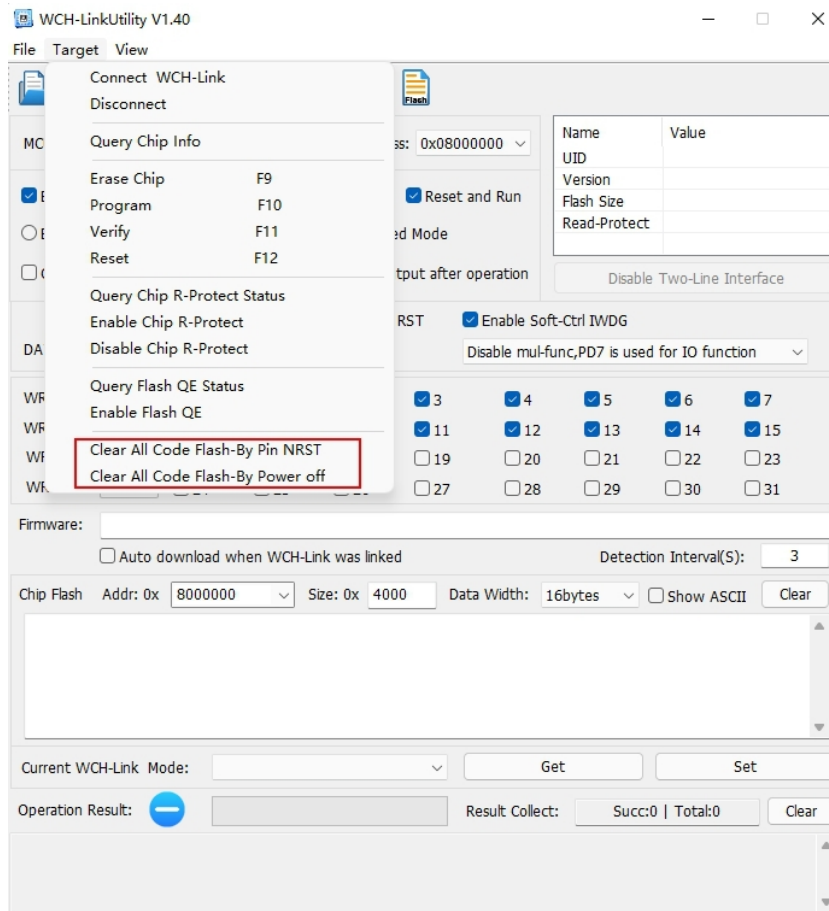 WCH-LinkUtility V1.40
File Target View
Connect WCH-Link
Disconnect
Flash
Query Chip Info
ss: 0x08000000
Name Value
UID
Version
Flash Size
Read-Protect
Erase Chip F9
Program F10
Verify F11
Reset F12
Reset and Run
ed Mode
tput after operation
Disable Two-Line Interface
Query Chip R-Protect Status
Enable Chip R-Protect
Disable Chip R-Protect
RST Enable Soft-Ctrl IWDG
DA
Disable mul-func,PD7 is used for IO function
Query Flash QE Status
Enable Flash QE
3 4 5 6 7
11 12 13 14 15
19 20 21 22 23
27 28 29 30 31
Clear All Code Flash-By Pin NRST
Clear All Code Flash-By Power off
Firmware:
Auto download when WCH-Link was linked Detection Interval(S): 3
Chip Flash Addr: 0x 8000000 Size: 0x 4000 Data Width: 16bytes Show ASCII Clear
Current WCH-Link Mode: Get Set
Operation Result: Result Collect: Succ:0 | Total:0 Clear